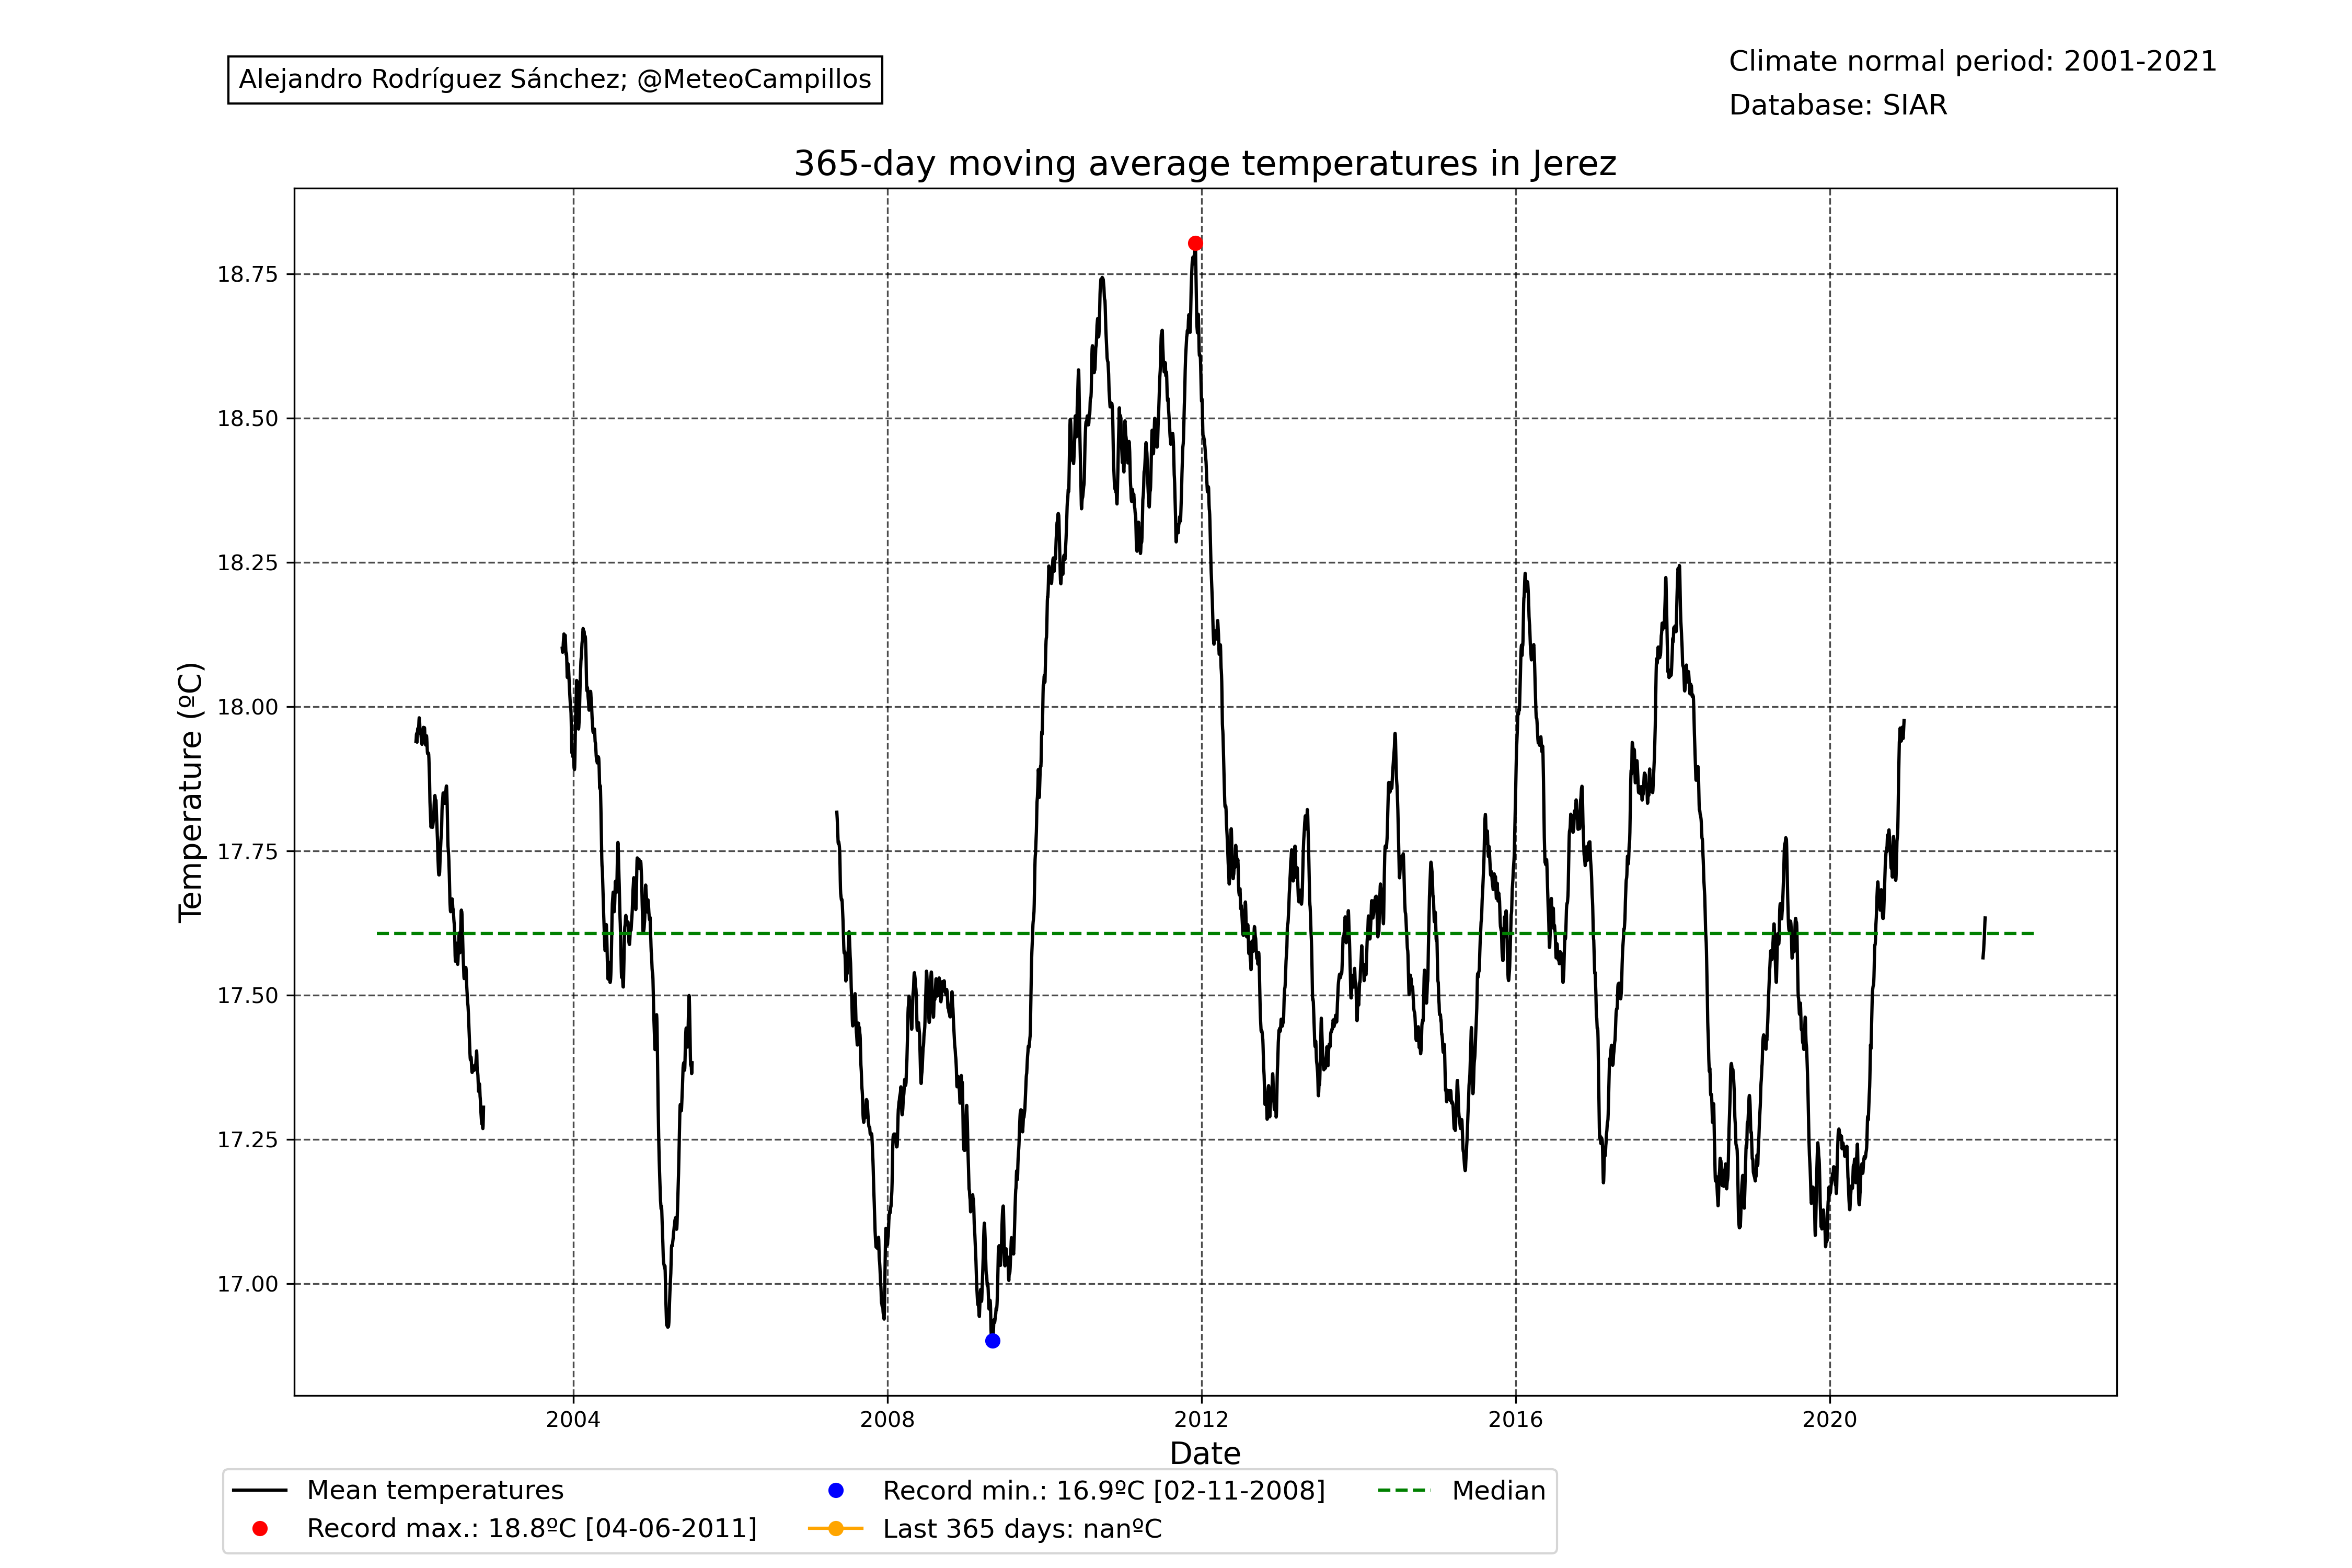 Alejandro Rodríguez Sánchez; @MeteoCampillos
Climate normal period: 2001-2021
Database: SIAR
365-day moving average temperatures in Jerez
Temperature (ºC)
18.75
18.50
18.25
18.00
17.75
17.50
17.25
17.00
2004 2008 2012 2016 2020
Date
Mean temperatures
Record max.: 18.8ºC [04-06-2011]
Record min.: 16.9ºC [02-11-2008]
Last 365 days: nanºC
Median